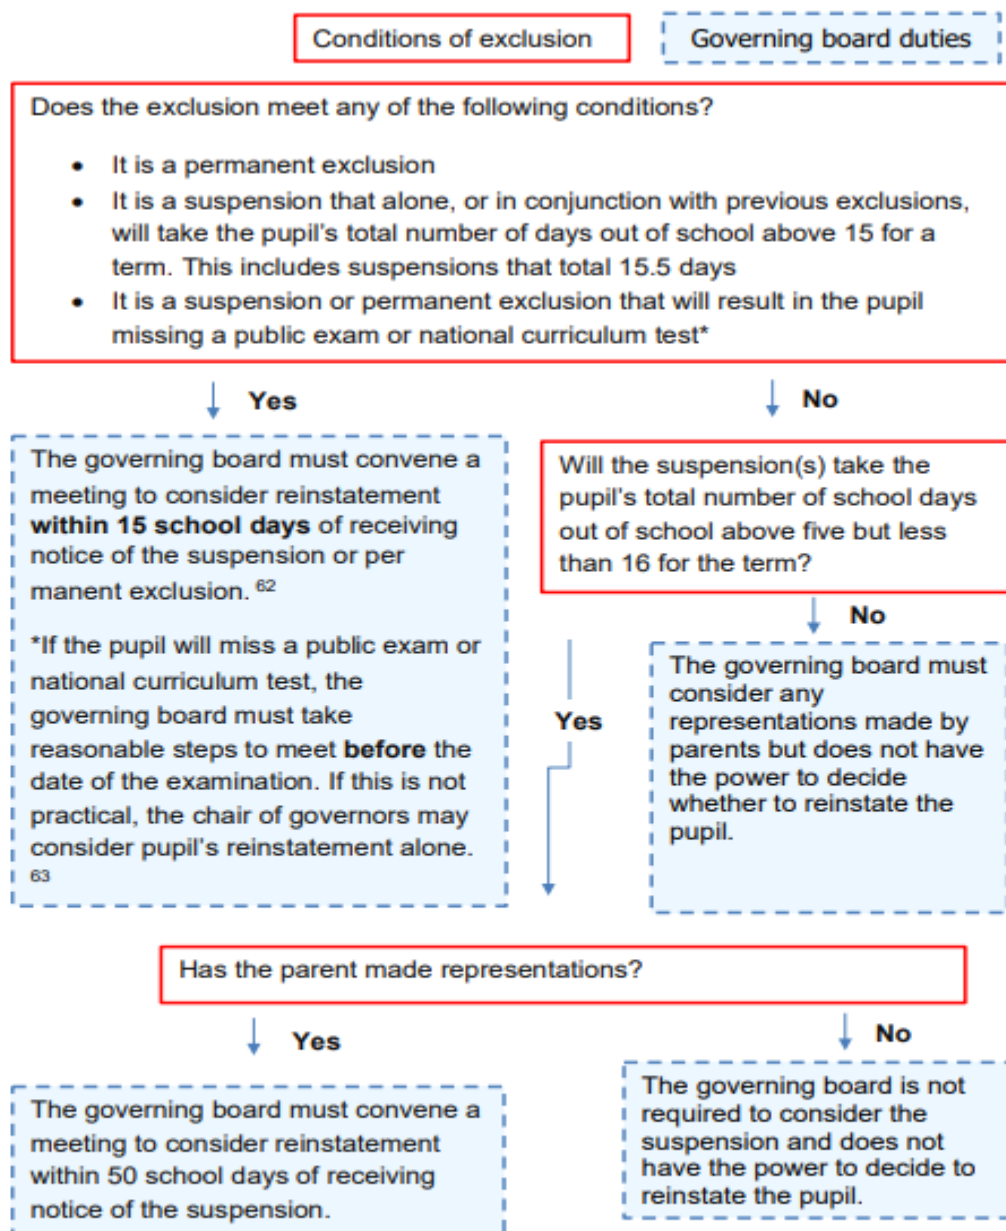 Conditions of exclusion
Governing board duties
Does the exclusion meet any of the following conditions?
• It is a permanent exclusion
• It is a suspension that alone, or in conjunction with previous exclusions,
will take the pupil's total number of days out of school above 15 for a
term. This includes suspensions that total 15.5 days
• It is a suspension or permanent exclusion that will result in the pupil
missing a public exam or national curriculum test*
Yes
No
The governing board must convene a
meeting to consider reinstatement
within 15 school days of receiving
notice of the suspension or per
manent exclusion. 62
*If the pupil will miss a public exam or
national curriculum test, the
governing board must take
reasonable steps to meet before the
date of the examination. If this is not
practical, the chair of governors may
consider pupil's reinstatement alone.
63
Will the suspension(s) take the
pupil's total number of school days
out of school above five but less
than 16 for the term?
No
Yes
The governing board must
consider any
representations made by
parents but does not have
the power to decide
whether to reinstate the
pupil.
Has the parent made representations?
Yes
No
The governing board must convene a
meeting to consider reinstatement
within 50 school days of receiving
notice of the suspension.
The governing board is not
required to consider the
suspension and does not
have the power to decide to
reinstate the pupil.